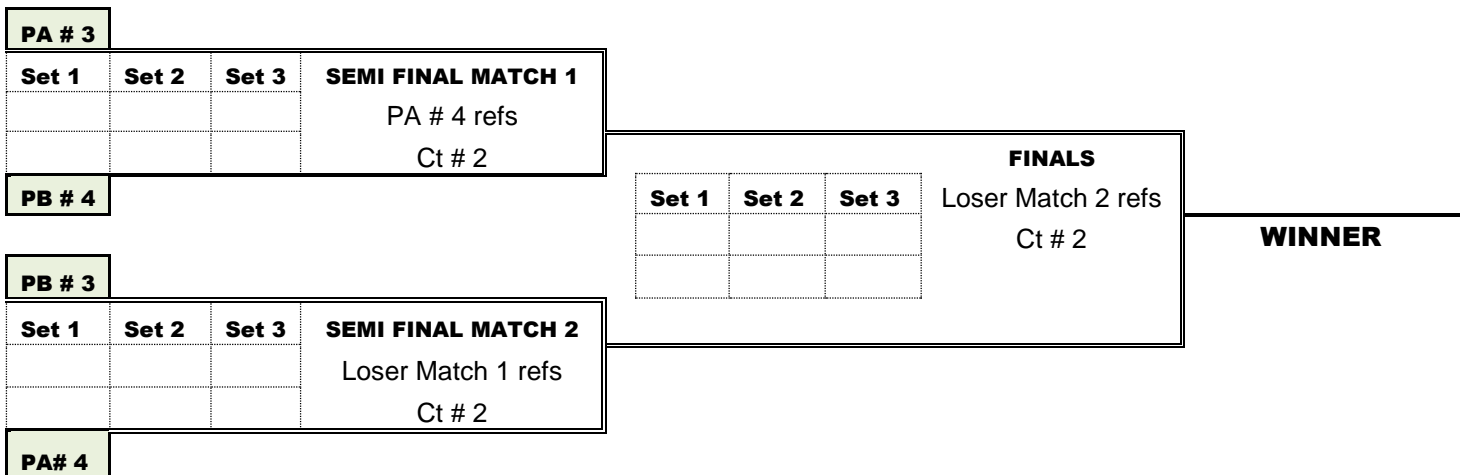 PA # 3
Set 1 Set 2 Set 3 SEMI FINAL MATCH 1
PA # 4 refs
Ct # 2
PB # 4
FINALS
Set 1 Set 2 Set 3 Loser Match 2 refs
Ct # 2
WINNER
PB # 3
Set 1 Set 2 Set 3 SEMI FINAL MATCH 2
Loser Match 1 refs
Ct # 2
PA# 4